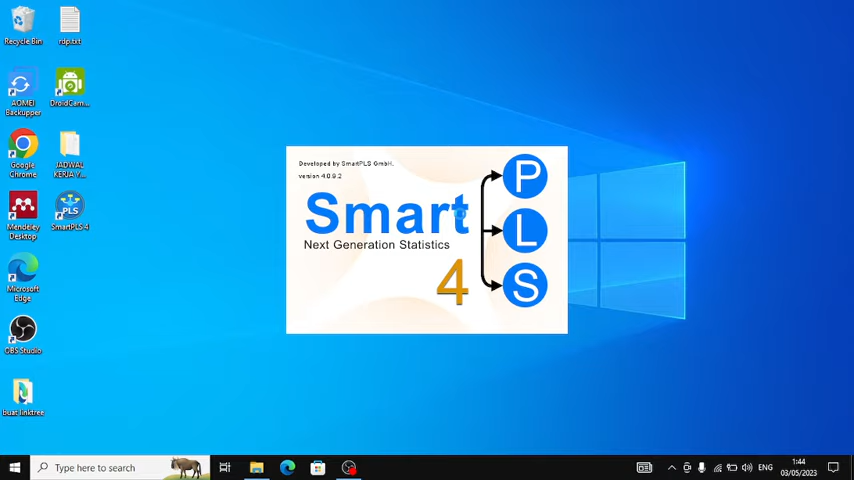 Recycle Bin
rdp.txt
AOMEI
Backupper
DroidCam...
Google
Chrome
JADWAL
KERJA Y...
Mendeley
Desktop
PLS
SmartPLS 4
Microsoft
Edge
OBS Studio
buat linktree
Developed by SmartPLS GmbH.
version 4.0.9.2
Smart
Next Generation Statistics
4
P
L
S
Type here to search
ENG
1:44
03/05/2023